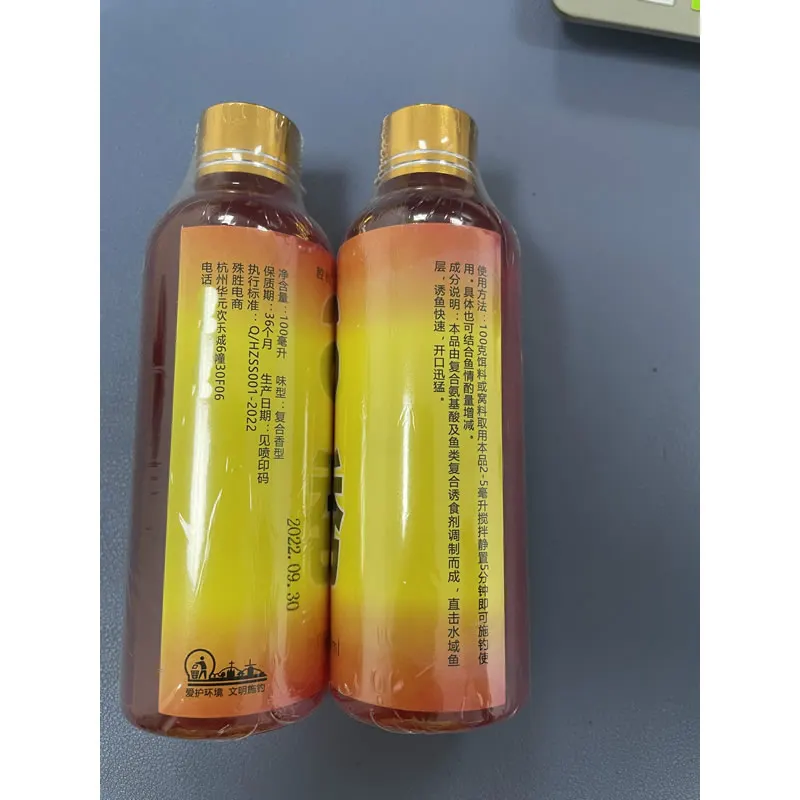 净含量：100毫升 味型：复合香型
保质期：36个月 生产日期：见喷印码
执行标准：Q/HZSS001-2022
殊胜电商
杭州华元欢乐城6幢30F06
电话
2022.09.30
爱护环境 文明施钓
使用方法：100克饵料或窝料取用本品2-5毫升搅拌静置5分钟即可施钓使
用。具体也可结合鱼情酌量增减。
成分说明：本品由复合氨基酸及鱼类复合诱食剂调制而成，直击水域鱼
层，诱鱼快速，开口迅猛。